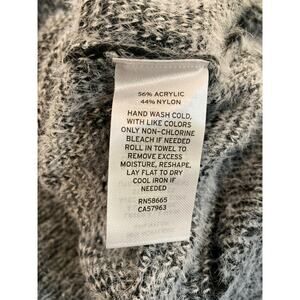 56% ACRYLIC
44% NYLON
HAND WASH COLD,
WITH LIKE COLORS
ONLY NON-CHLORINE
BLEACH IF NEEDED
ROLL IN TOWEL TO
REMOVE EXCESS
MOISTURE, RESHAPE,
LAY FLAT TO DRY
COOL IRON IF
NEEDED
RN58665
CA57963